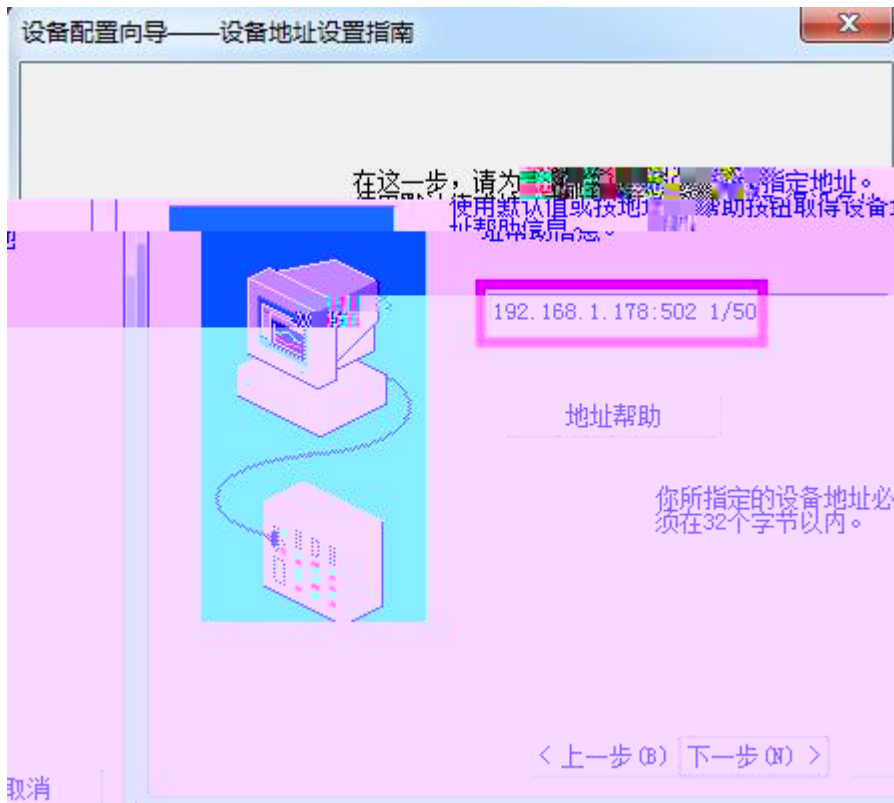 设备配置向导——设备地址设置指南
在这一步，请为
指定地址。
使用默认值或按地
帮助按钮取得设备
址帮助信息。
192.168.1.178:502 1/50
地址帮助
你所指定的设备地址必
须在32个字节以内。
< 上一步(B) 下一步(N) >
取消